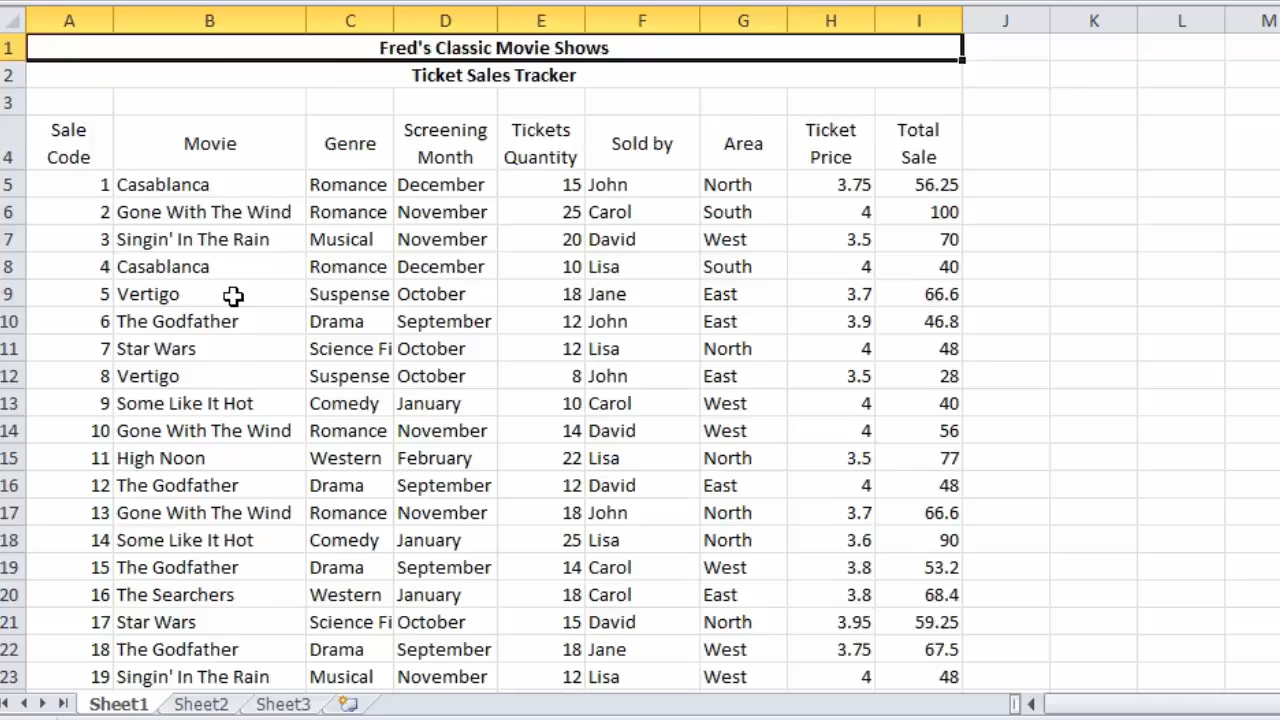 A B C D E F G H I J K L M
1 Fred's Classic Movie Shows
2 Ticket Sales Tracker
3
4 Sale Code Movie Genre Screening Month Tickets Quantity Sold by Area Ticket Price Total Sale
5 1 Casablanca Romance December 15 John North 3.75 56.25
6 2 Gone With The Wind Romance November 25 Carol South 4 100
7 3 Singin' In The Rain Musical November 20 David West 3.5 70
8 4 Casablanca Romance December 10 Lisa South 4 40
9 5 Vertigo Suspense October 18 Jane East 3.7 66.6
10 6 The Godfather Drama September 12 John East 3.9 46.8
11 7 Star Wars Science Fi October 12 Lisa North 4 48
12 8 Vertigo Suspense October 8 John East 3.5 28
13 9 Some Like It Hot Comedy January 10 Carol West 4 40
14 10 Gone With The Wind Romance November 14 David West 4 56
15 11 High Noon Western February 22 Lisa North 3.5 77
16 12 The Godfather Drama September 12 David East 4 48
17 13 Gone With The Wind Romance November 18 John North 3.7 66.6
18 14 Some Like It Hot Comedy January 25 Lisa North 3.6 90
19 15 The Godfather Drama September 14 Carol West 3.8 53.2
20 16 The Searchers Western January 18 Carol East 3.8 68.4
21 17 Star Wars Science Fi October 15 David North 3.95 59.25
22 18 The Godfather Drama September 18 Jane West 3.75 67.5
23 19 Singin' In The Rain Musical November 12 Lisa West 4 48
Sheet1 Sheet2 Sheet3